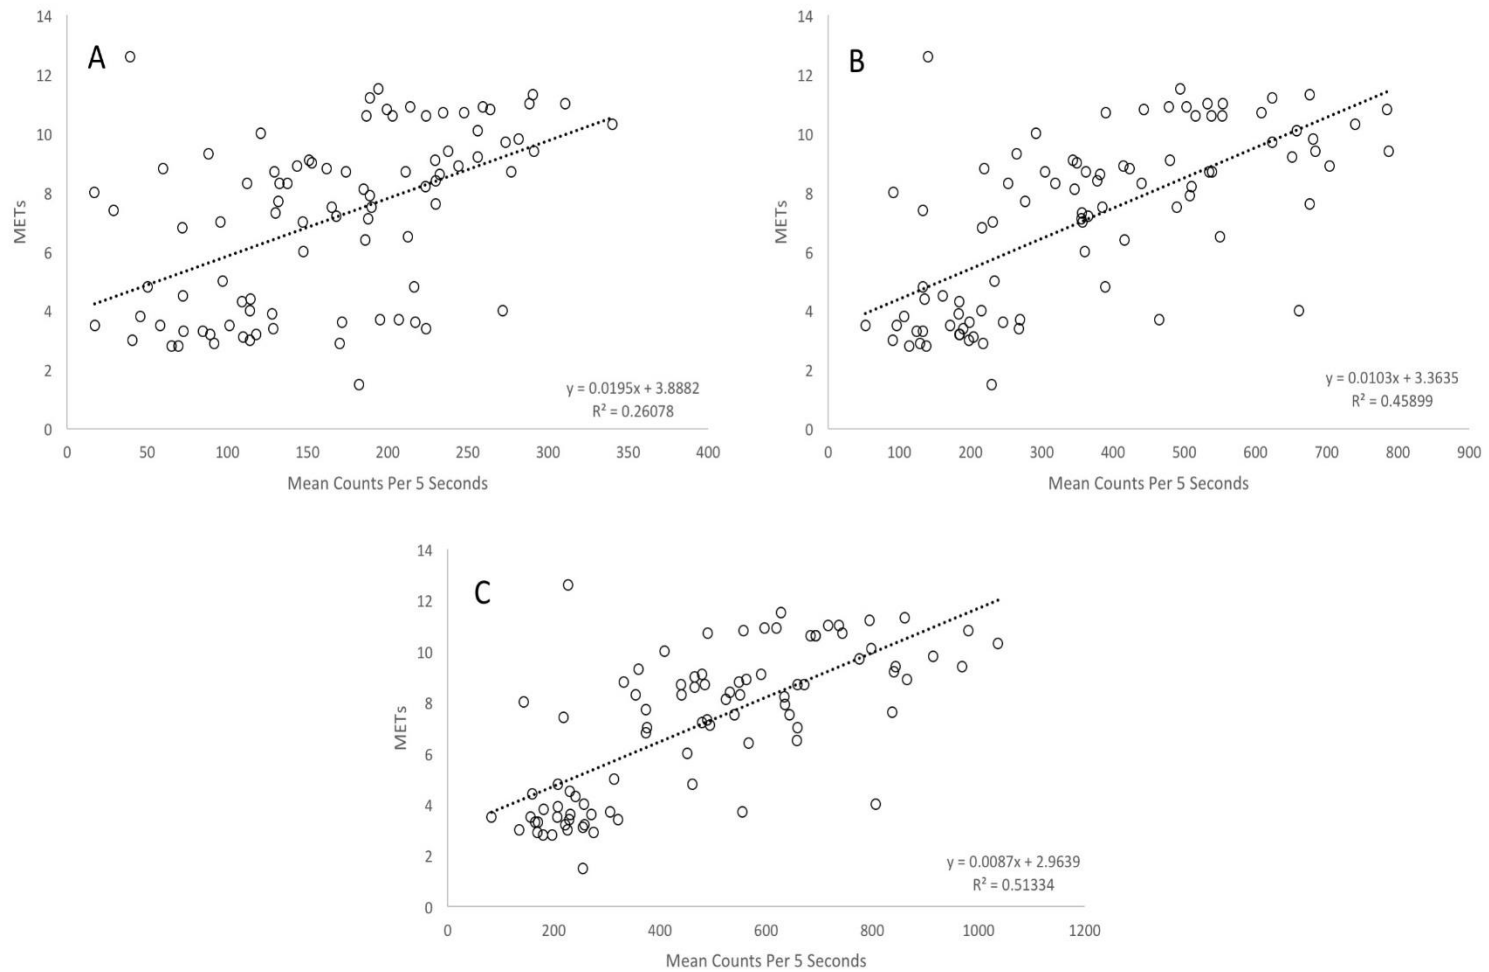 A
METs
14
12
10
8
6
4
2
0
0 50 100 150 200 250 300 350 400
Mean Counts Per 5 Seconds
y = 0.0195x + 3.8882
R² = 0.26078
B
METs
14
12
10
8
6
4
2
0
0 100 200 300 400 500 600 700 800 900
Mean Counts Per 5 Seconds
y = 0.0103x + 3.3635
R² = 0.45899
C
METs
14
12
10
8
6
4
2
0
0 200 400 600 800 1000 1200
Mean Counts Per 5 Seconds
y = 0.0087x + 2.9639
R² = 0.51334